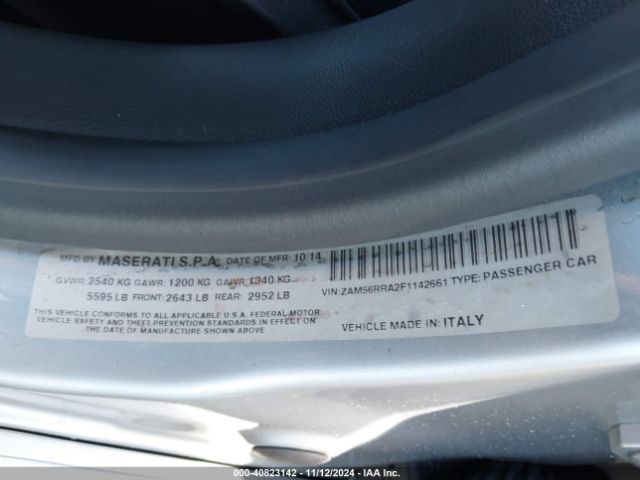 MFD BY MASERATI S.P.A. DATE OF MFR: 10 14
GVWR: 2540 KG GAWR: 1200 KG GAWR: 1340 KG
5595 LB FRONT: 2643 LB REAR: 2952 LB
THIS VEHICLE CONFORMS TO ALL APPLICABLE U.S.A. FEDERAL MOTOR
VEHICLE SAFETY AND THEFT PREVENTION STANDARDS IN EFFECT ON
THE DATE OF MANUFACTURE SHOWN ABOVE
VIN:ZAM56RRA2F1142661 TYPE: PASSENGER CAR
VEHICLE MADE IN: ITALY
000-40823142 - 11/12/2024 - IAA Inc.